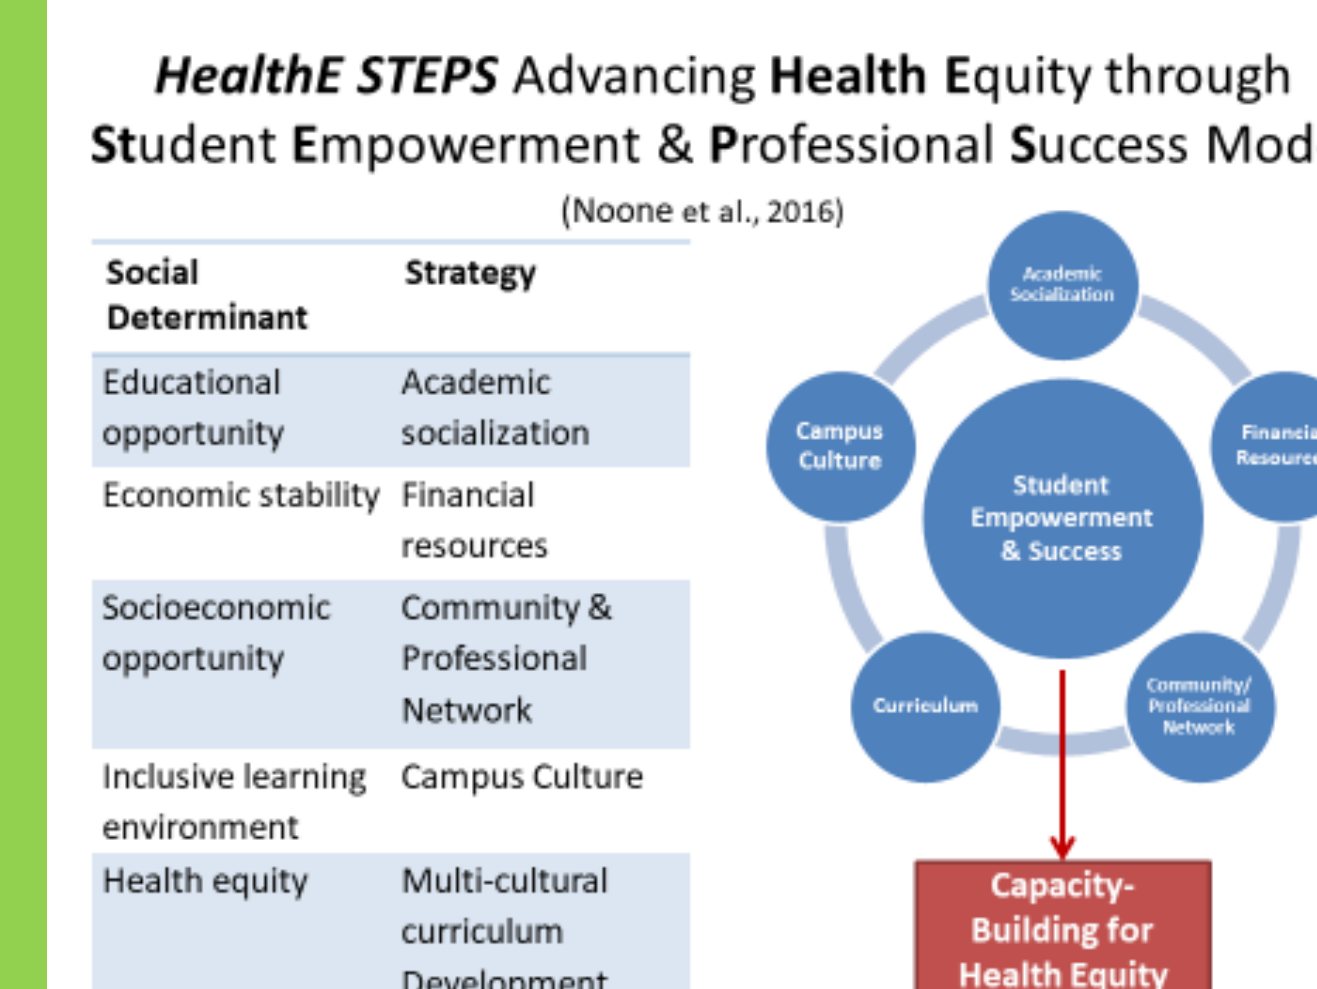 HealthE STEPS Advancing Health Equity through
Student Empowerment & Professional Success
(Noone et al., 2016)
Social Strategy
Determinant
Educational Academic
opportunity socialization
Economic stability Financial
resources
Socioeconomic Community &
opportunity Professional
Network
Inclusive learning Campus Culture
environment
Health equity Multi-cultural
curriculum
Development
Academic
Socialization
Campus
Culture
Student
Empowerment
& Success
Curriculum
Community/
Professional
Network
Capacity-
Building for
Health Equity